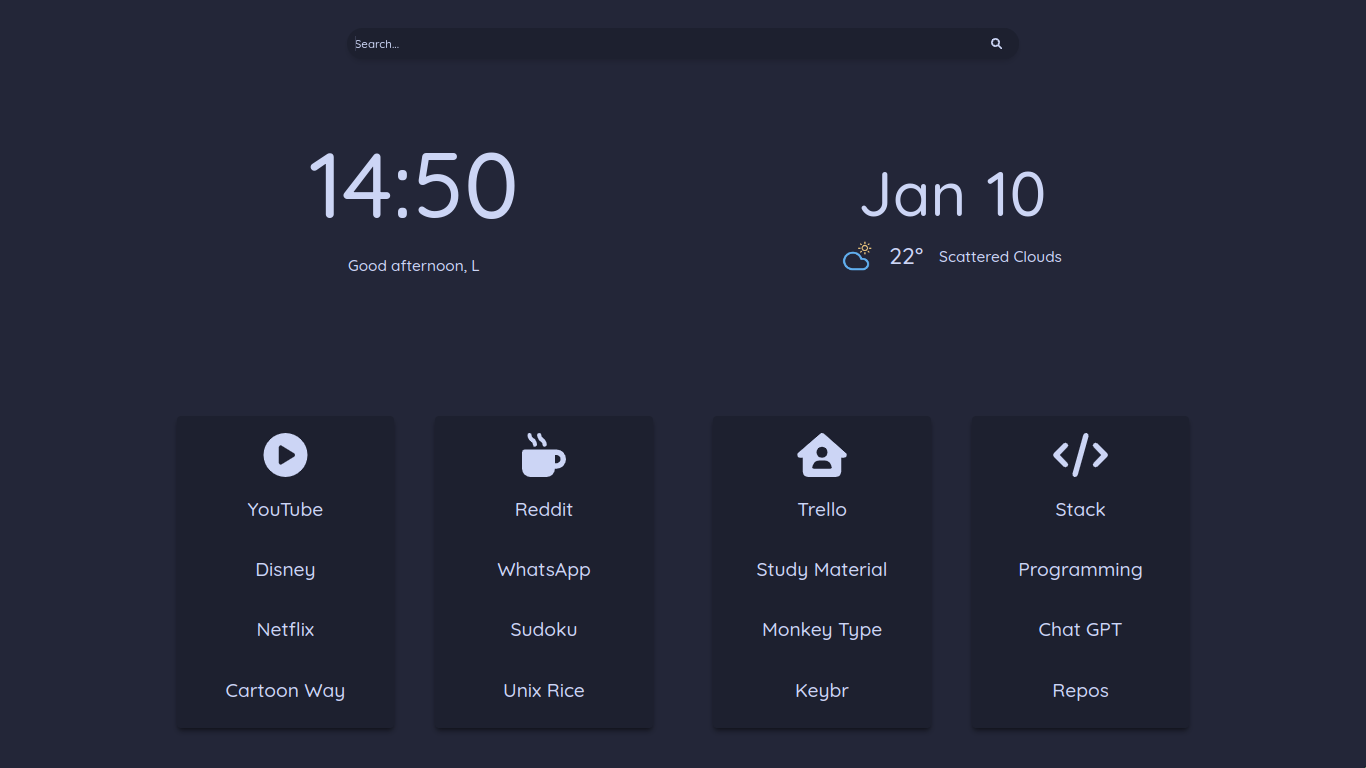 Search...
14:50
Good afternoon, L
Jan 10
22° Scattered Clouds
YouTube
Disney
Netflix
Cartoon Way
Reddit
WhatsApp
Sudoku
Unix Rice
Trello
Study Material
Monkey Type
Keybr
Stack
Programming
Chat GPT
Repos